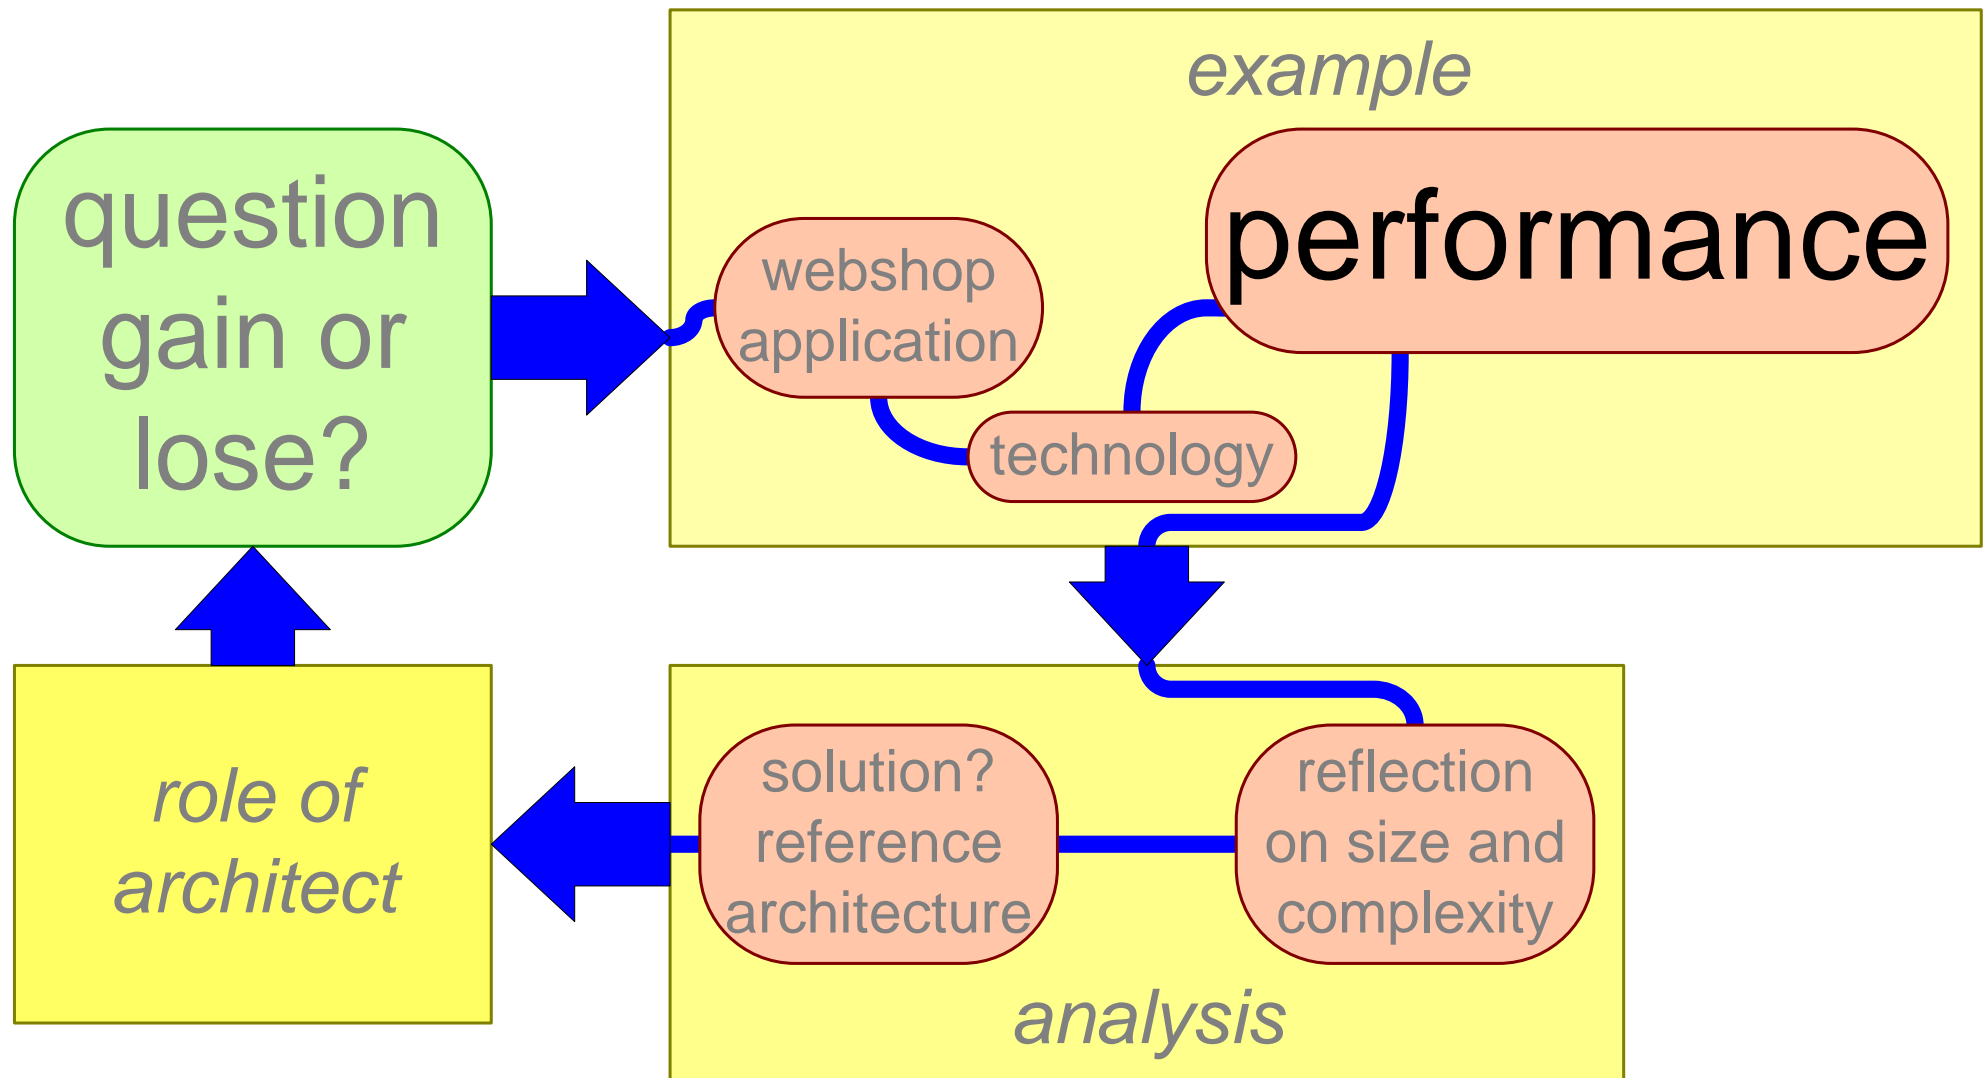 question
gain or
lose?
example
webshop
application
performance
technology
role of
architect
solution?
reference
architecture
reflection
on size and
complexity
analysis